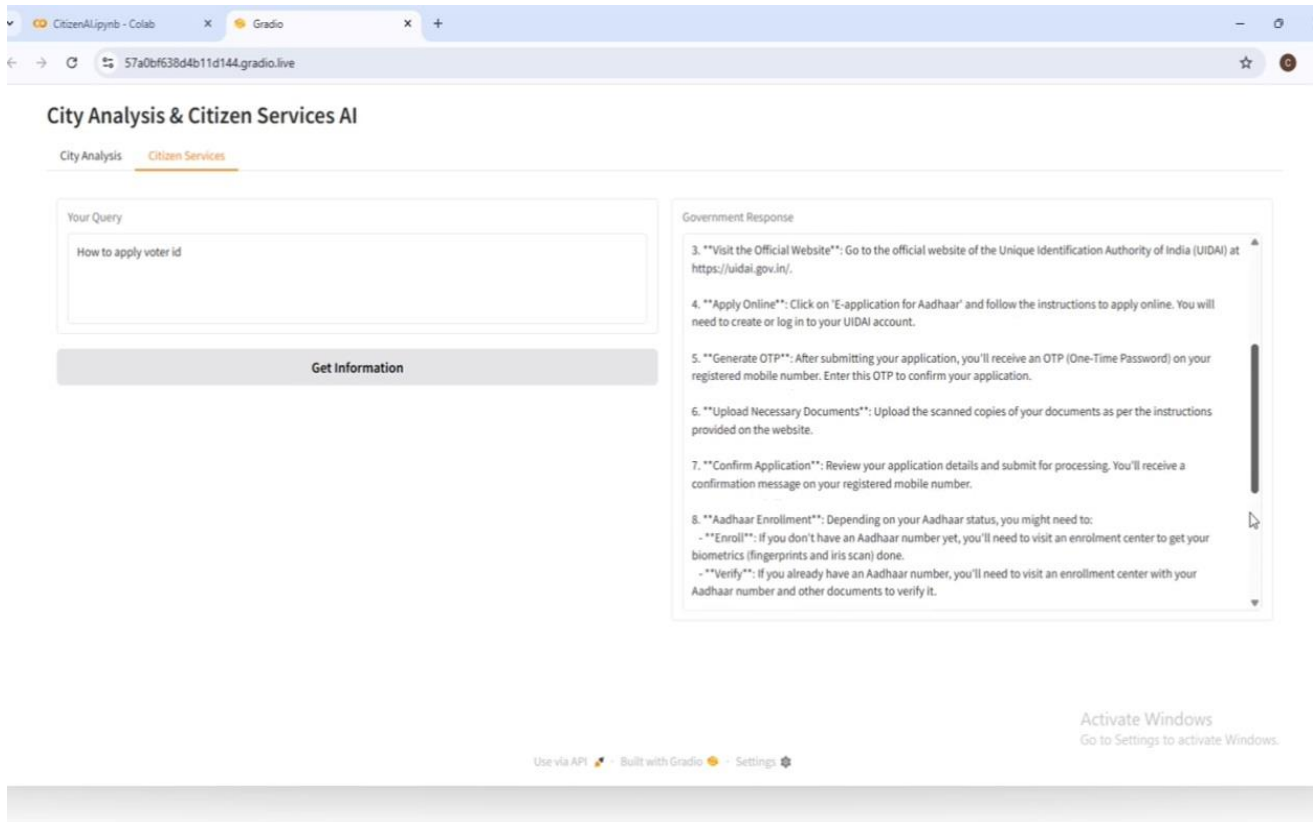 CitizenAI.ipynb - Colab
Gradio
57a0bf638d4b11d144.gradio.live
C
City Analysis & Citizen Services AI
City Analysis
Citizen Services
Your Query
How to apply voter id
Get Information
Government Response
3. **Visit the Official Website**: Go to the official website of the Unique Identification Authority of India (UIDAI) at
https://uidai.gov.in/.
4. **Apply Online**: Click on 'E-application for Aadhaar' and follow the instructions to apply online. You will
need to create or log in to your UIDAI account.
5. **Generate OTP**: After submitting your application, you'll receive an OTP (One-Time Password) on your
registered mobile number. Enter this OTP to confirm your application.
6. **Upload Necessary Documents**: Upload the scanned copies of your documents as per the instructions
provided on the website.
7. **Confirm Application**: Review your application details and submit for processing. You'll receive a
confirmation message on your registered mobile number.
8. **Aadhaar Enrollment**: Depending on your Aadhaar status, you might need to:
- **Enroll**: If you don't have an Aadhaar number yet, you'll need to visit an enrolment center to get your
biometrics (fingerprints and iris scan) done.
- **Verify**: If you already have an Aadhaar number, you'll need to visit an enrollment center with your
Aadhaar number and other documents to verify it.
Activate Windows
Go to Settings to activate Windows.
Use via API · Built with Gradio · Settings